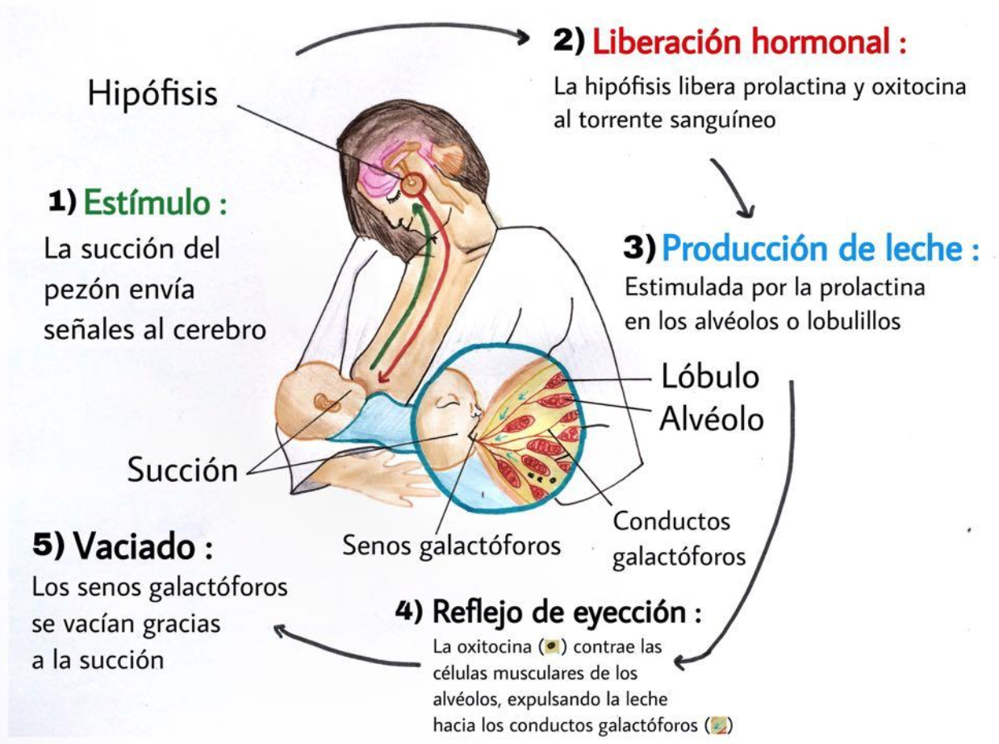 Hipófisis
1) Estímulo :
La succión del
pezón envía
señales al cerebro
2) Liberación hormonal :
La hipófisis libera prolactina y oxitocina
al torrente sanguíneo
3) Producción de leche :
Estimulada por la prolactina
en los alvéolos o lobulillos
Lóbulo
Alvéolo
Succión
Senos galactóforos
Conductos
galactóforos
4) Reflejo de eyección :
La oxitocina ( ) contrae las
células musculares de los
alvéolos, expulsando la leche
hacia los conductos galactóforos ( )
5) Vaciado :
Los senos galactóforos
se vacían gracias
a la succión